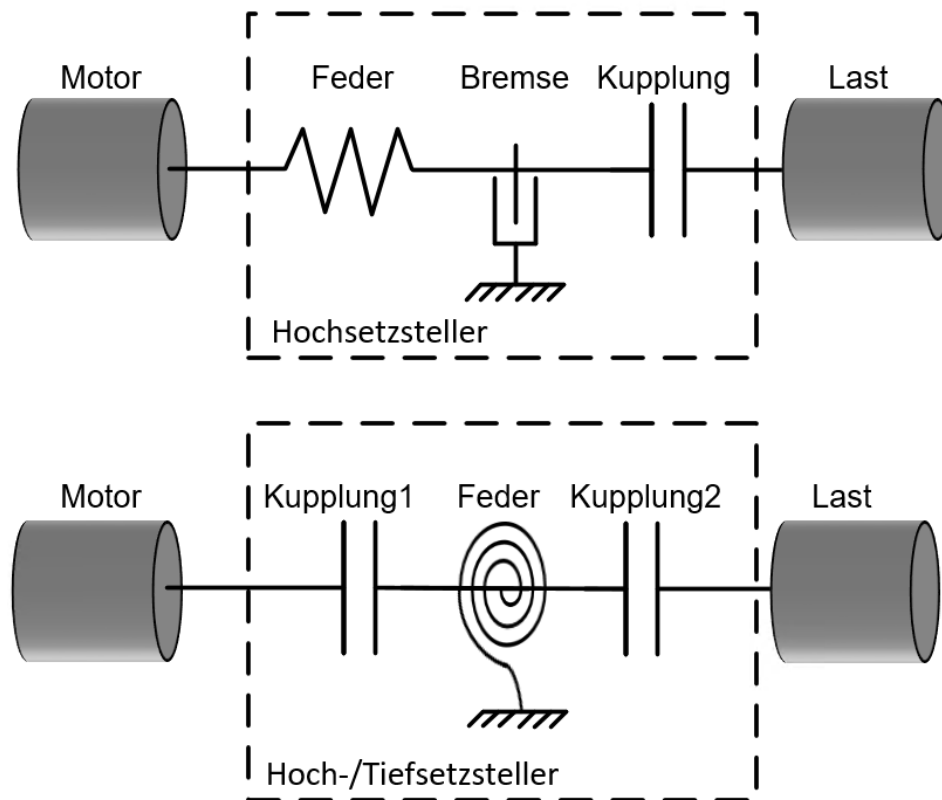 Motor
Feder
Bremse
Kupplung
Last
Hochsetzsteller
Motor
Kupplung1
Feder
Kupplung2
Last
Hoch-/Tiefsetzsteller